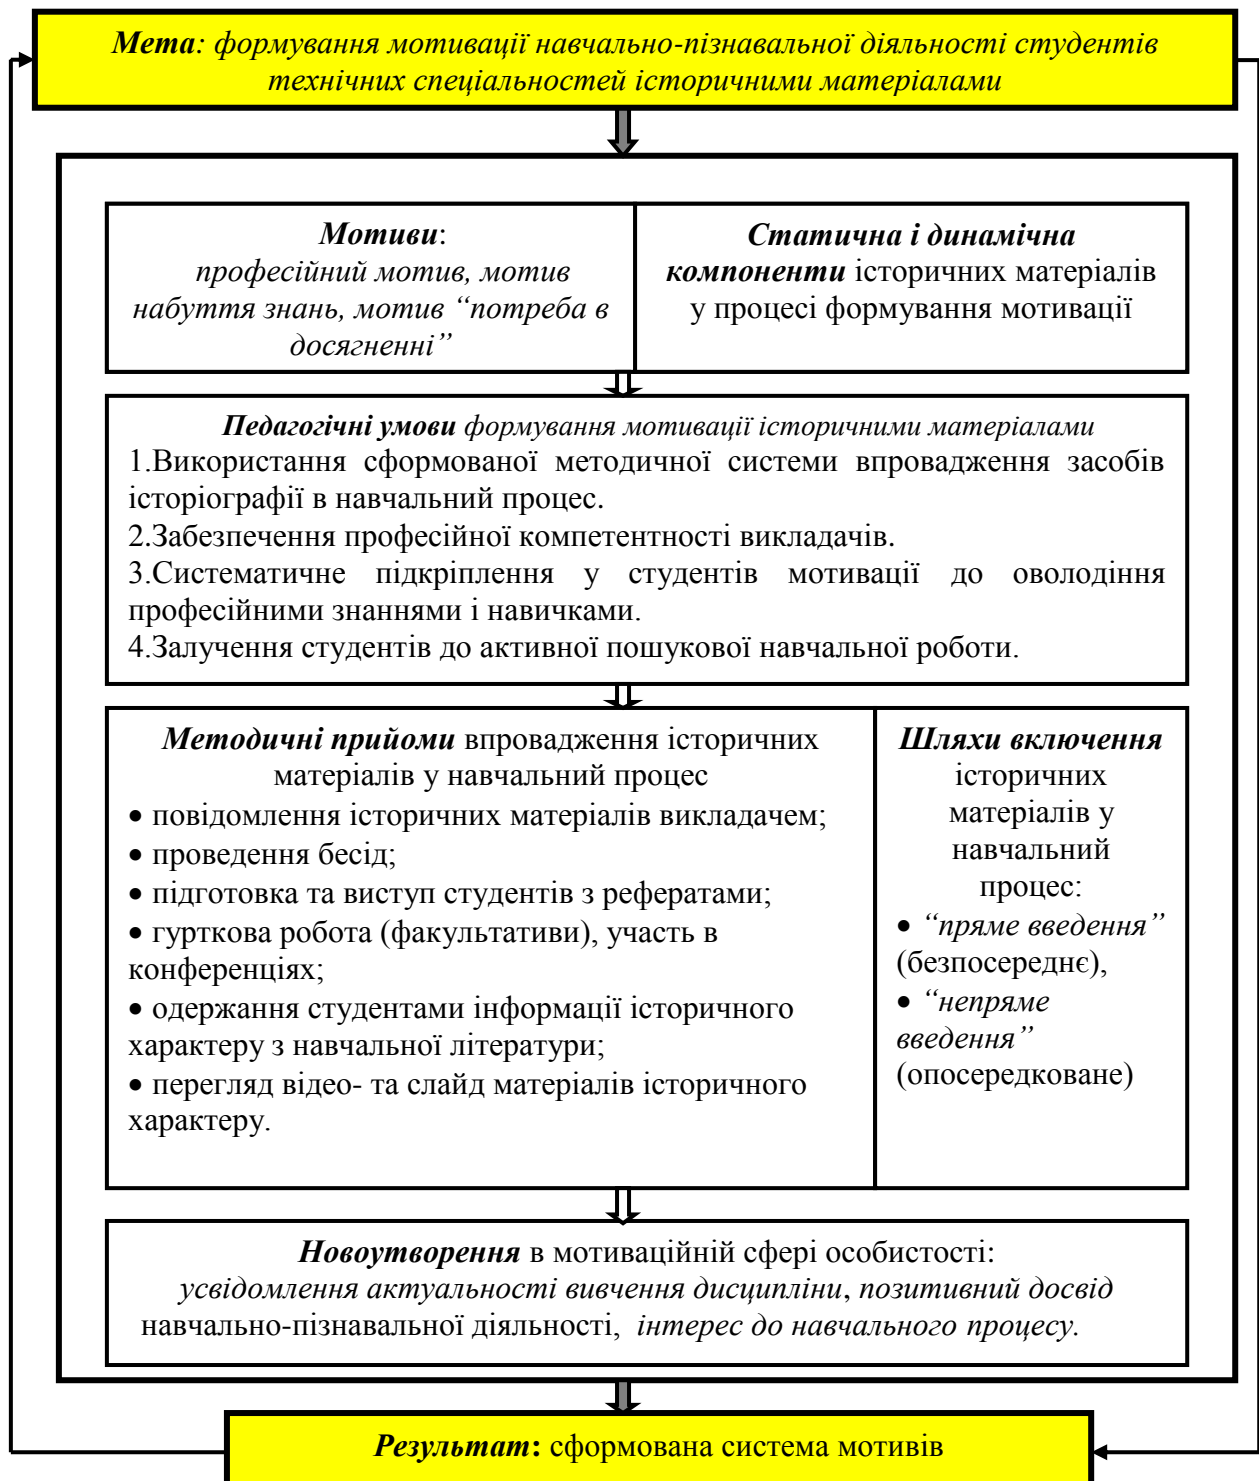 Мета: формування мотивації навчально-пізнавальної діяльності студентів
технічних спеціальностей історичними матеріалами
Мотиви:
професійний мотив, мотив
набуття знань, мотив “потреба в
досягненні”
Статична і динамічна
компоненти історичних матеріалів
у процесі формування мотивації
Педагогічні умови формування мотивації історичними матеріалами
1.Використання сформованої методичної системи впровадження засобів
історіографії в навчальний процес.
2.Забезпечення професійної компетентності викладачів.
3.Систематичне підкріплення у студентів мотивації до оволодіння
професійними знаннями і навичками.
4.Залучення студентів до активної пошукової навчальної роботи.
Методичні прийоми впровадження історичних
матеріалів у навчальний процес
• повідомлення історичних матеріалів викладачем;
• проведення бесід;
• підготовка та виступ студентів з рефератами;
• гурткова робота (факультативи), участь в
конференціях;
• одержання студентами інформації історичного
характеру з навчальної літератури;
• перегляд відео- та слайд матеріалів історичного
характеру.
Шляхи включення
історичних
матеріалів у
навчальний
процес:
• “пряме введення”
(безпосереднє),
• “непряме
введення”
(опосередковане)
Новоутворення в мотиваційній сфері особистості:
усвідомлення актуальності вивчення дисципліни, позитивний досвід
навчально-пізнавальної діяльності, інтерес до навчального процесу.
Результат: сформована система мотивів